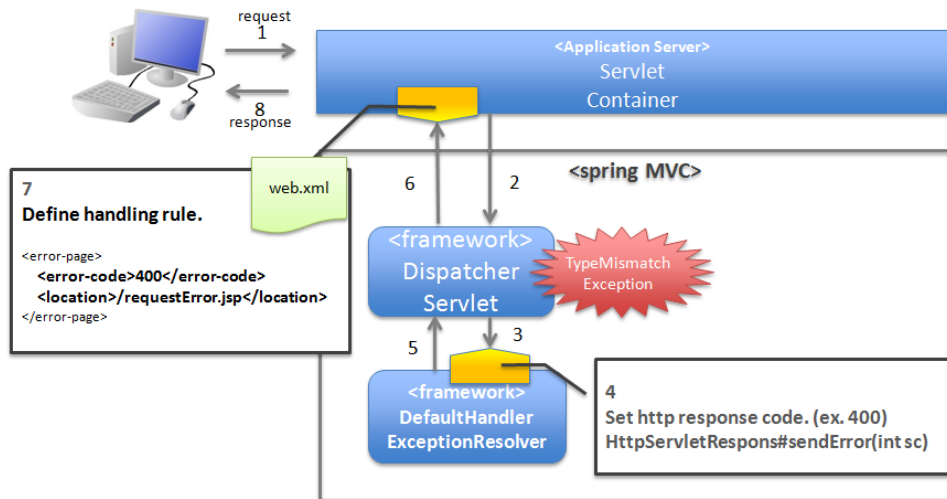 request
1
8
response
<Application Server>
Servlet
Container
7
Define handling rule.
<error-page>
<error-code>400</error-code>
<location>/requestError.jsp</location>
</error-page>
web.xml
6
2
<spring MVC>
<framework>
Dispatcher
Servlet
TypeMismatch
Exception
5
3
<framework>
DefaultHandler
ExceptionResolver
4
Set http response code. (ex. 400)
HttpServletRespons#sendError(int sc)